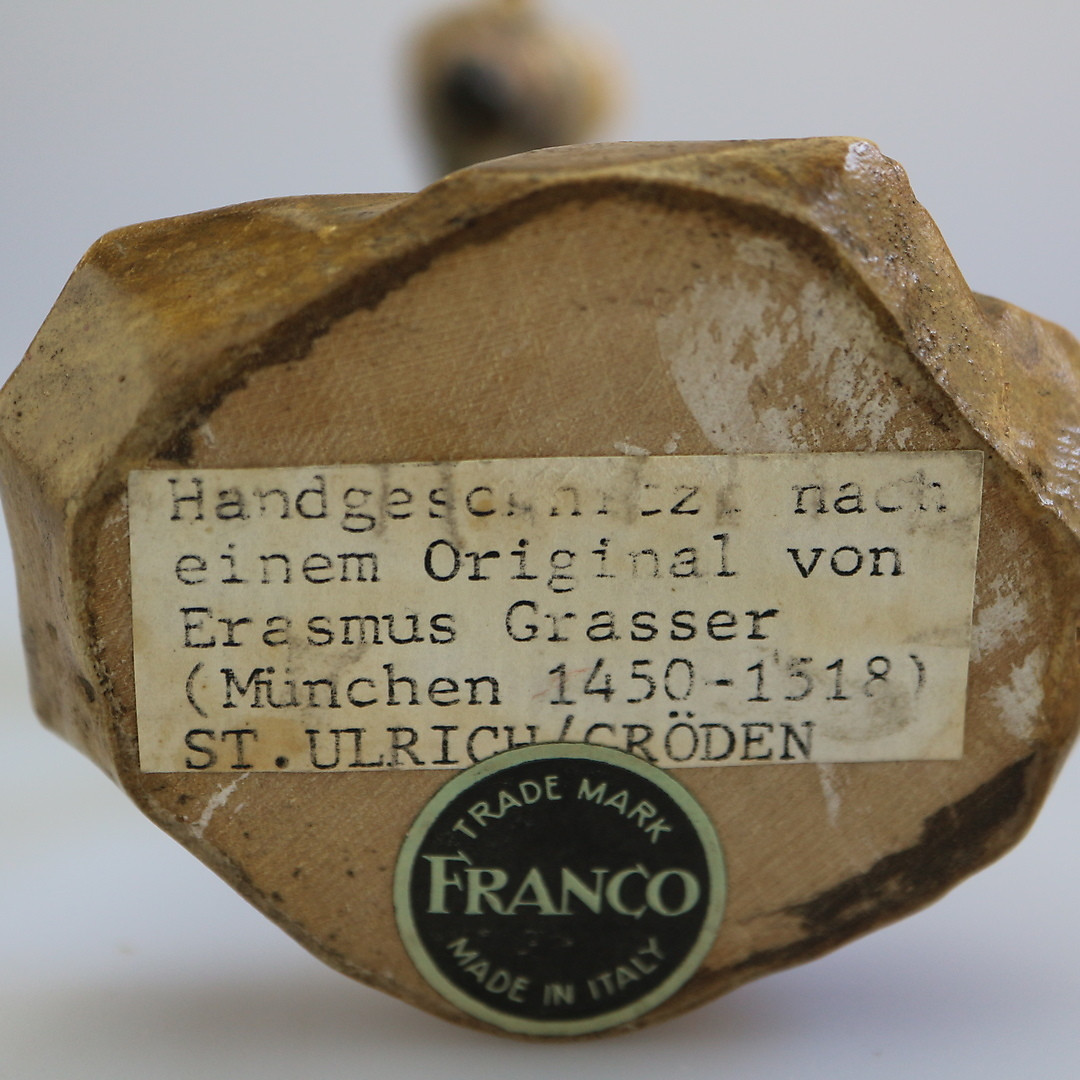 Handgeschnitzt nach
einem Original von
Erasmus Grasser
(München 1450-1518)
ST.ULRICH/GRÖDEN
TRADE MARK
FRANCO
MADE IN ITALY